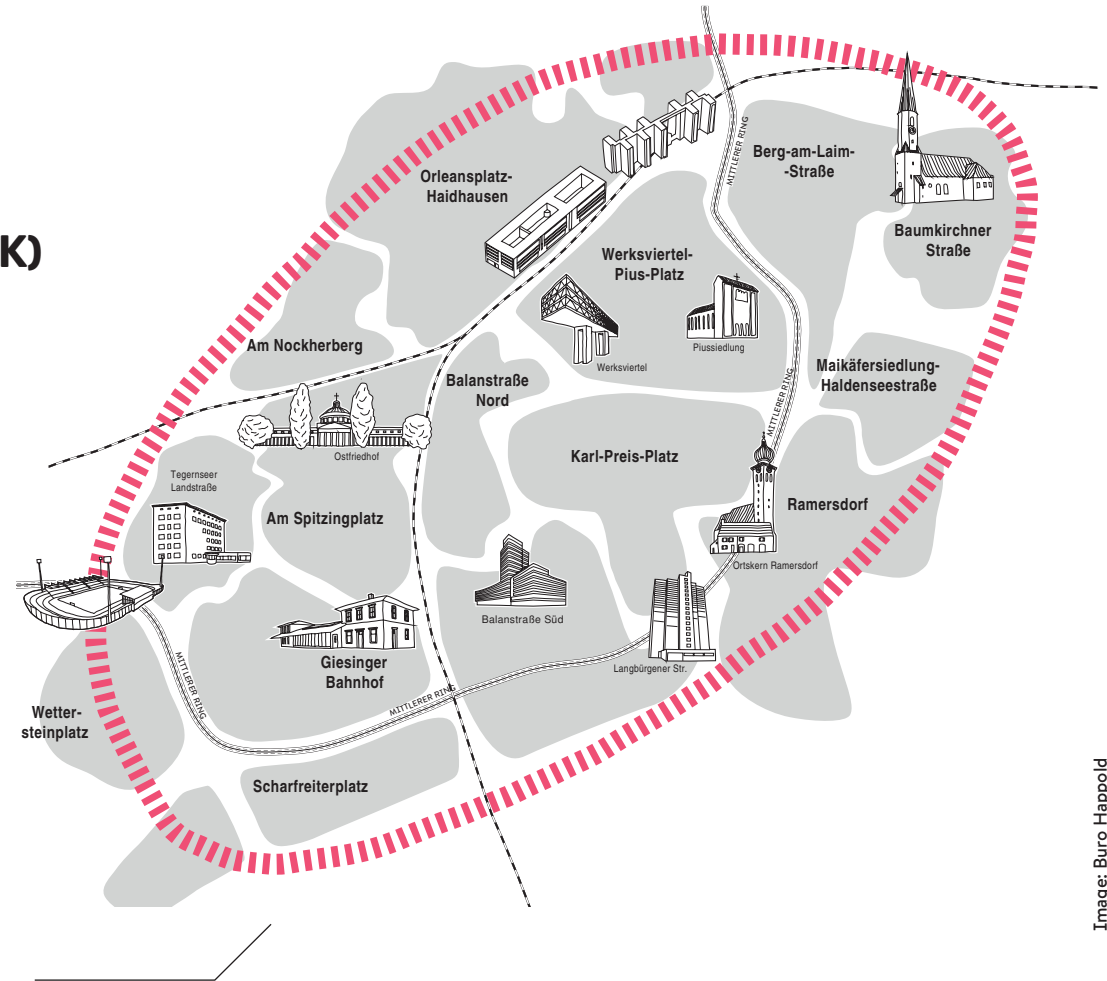 K)
MITTLERER RING
Berg-am-Laim-
-Straße
Orleansplatz-
Haidhausen
Baumkirchner
Straße
Werksviertel-
Pius-Platz
Am Nockherberg
Piussiedlung
Werksviertel
Maikäfersiedlung-
Haldenseestraße
Balanstraße
Nord
MITTLERER RING
Ostfriedhof
Karl-Preis-Platz
Tegernseer
Landstraße
Ramersdorf
Am Spitzingplatz
Ortskern Ramersdorf
Balanstraße Süd
Giesinger
Bahnhof
Langbürgener Str.
MITTLERER RING
MITTLERER RING
Wetter-
steinplatz
Scharfreiterplatz
Image: Buro Happold